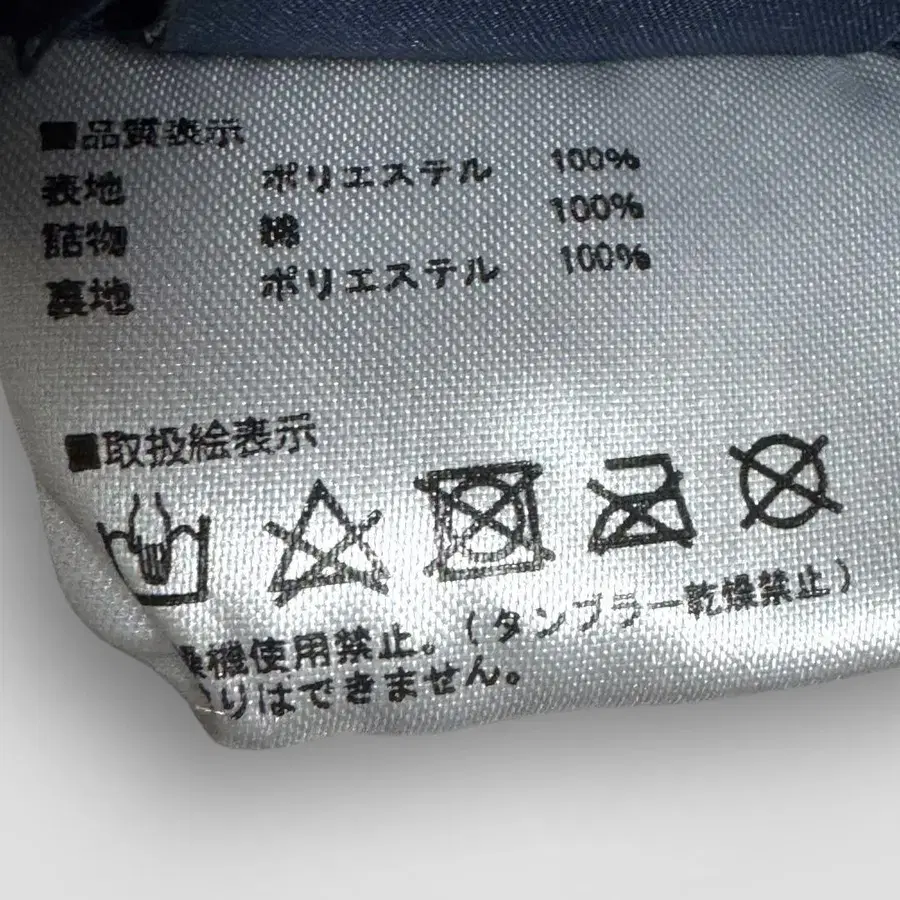 ■品質表示
表地 ポリエステル 100%
詰物 綿 100%
裏地 ポリエステル 100%
■取扱絵表示
燥機使用禁止。(タンブラー乾燥禁止)
りはできません。